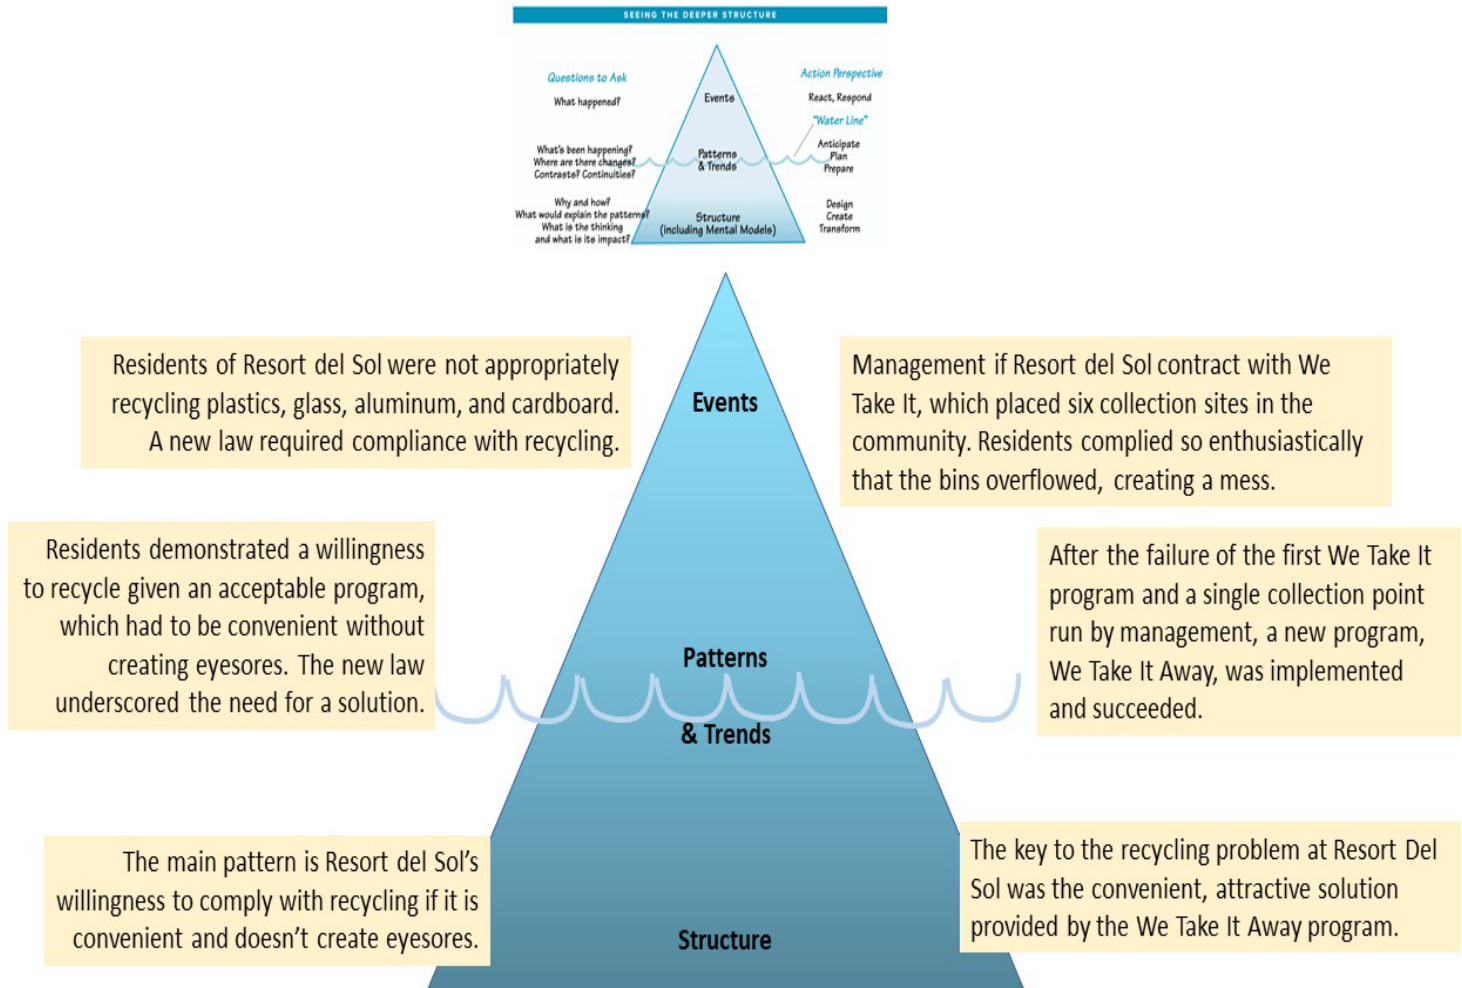 SEEING THE DEEPER STRUCTURE
Questions to Ask
What happened?
What's been happening?
Where are there changes?
Contrasts? Continuities?
Why and how?
What would explain the patterns?
What is the thinking
and what is its impact?
Events
Patterns
& Trends
Structure
(including Mental Models)
Action Perspective
React, Respond
"Water Line"
Anticipate
Plan
Prepare
Design
Create
Transform
Residents of Resort del Sol were not appropriately
recycling plastics, glass, aluminum, and cardboard.
A new law required compliance with recycling.
Events
Management if Resort del Sol contract with We
Take It, which placed six collection sites in the
community. Residents complied so enthusiastically
that the bins overflowed, creating a mess.
Residents demonstrated a willingness
to recycle given an acceptable program,
which had to be convenient without
creating eyesores. The new law
underscored the need for a solution.
Patterns
& Trends
After the failure of the first We Take It
program and a single collection point
run by management, a new program,
We Take It Away, was implemented
and succeeded.
The main pattern is Resort del Sol's
willingness to comply with recycling if it is
convenient and doesn't create eyesores.
Structure
The key to the recycling problem at Resort Del
Sol was the convenient, attractive solution
provided by the We Take It Away program.